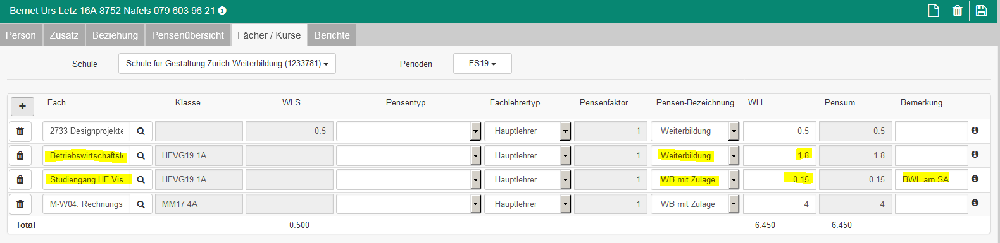 Bernet Urs Letz 16A 8752 Näfels 079 603 96 21
Person Zusatz Beziehung Pensenübersicht Fächer / Kurse Berichte
Schule Schule für Gestaltung Zürich Weiterbildung (1233781) Perioden FS19
+ Fach Klasse WLS Pensentyp Fachlehrertyp Pensenfaktor Pensen-Bezeichnung WLL Pensum Bemerkung
2733 Designprojekte 0.5 Hauptlehrer 1 Weiterbildung 0.5 0.5
Betriebswirtschaftsle HFVG19 1A Hauptlehrer 1 Weiterbildung 1.8 1.8
Studiengang HF Vis HFVG19 1A Hauptlehrer 1 WB mit Zulage 0.15 0.15 BWL am SA
M-W04: Rechnungs MM17 4A Hauptlehrer 1 WB mit Zulage 4 4
Total 0.500 6.450 6.450